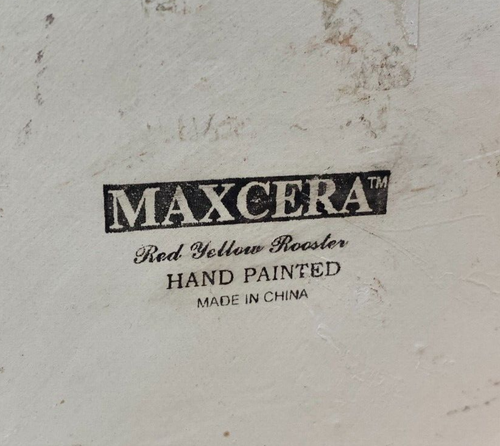 MAXCERA™
Red Yellow Rooster
HAND PAINTED
MADE IN CHINA